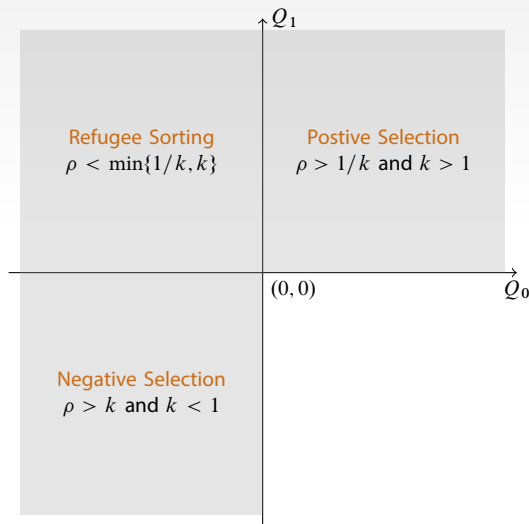 Q₁
Refugee Sorting
ρ < min{1/k, k}
Postive Selection
ρ > 1/k and k > 1
(0, 0)
Q₀
Negative Selection
ρ > k and k < 1